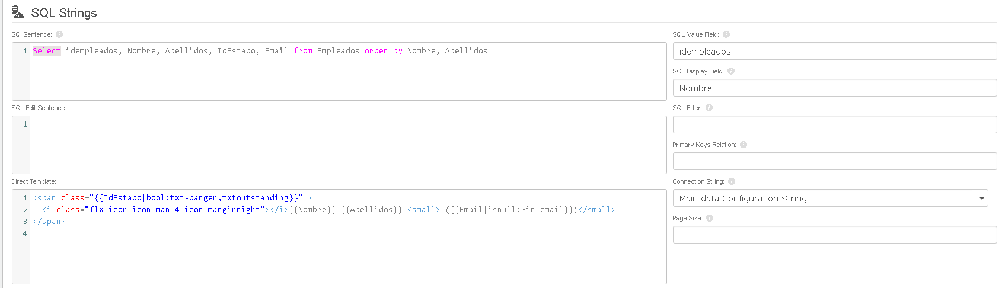 SQL Strings
SQl Sentence:
1 Select idempleados, Nombre, Apellidos, IdEstado, Email from Empleados order by Nombre, Apellidos
SQL Edit Sentence:
1
Direct Template:
1 <span class="{{IdEstado|bool:txt-danger,txtoutstanding}}" >
2 <i class="flx-icon icon-man-4 icon-marginright"></i>{{Nombre}} {{Apellidos}} <small> ({{Email|isnull:Sin email}})</small>
3 </span>
4
SQL Value Field:
idempleados
SQL Display Field:
Nombre
SQL Filter:
Primary Keys Relation:
Connection String:
Main data Configuration String
Page Size: